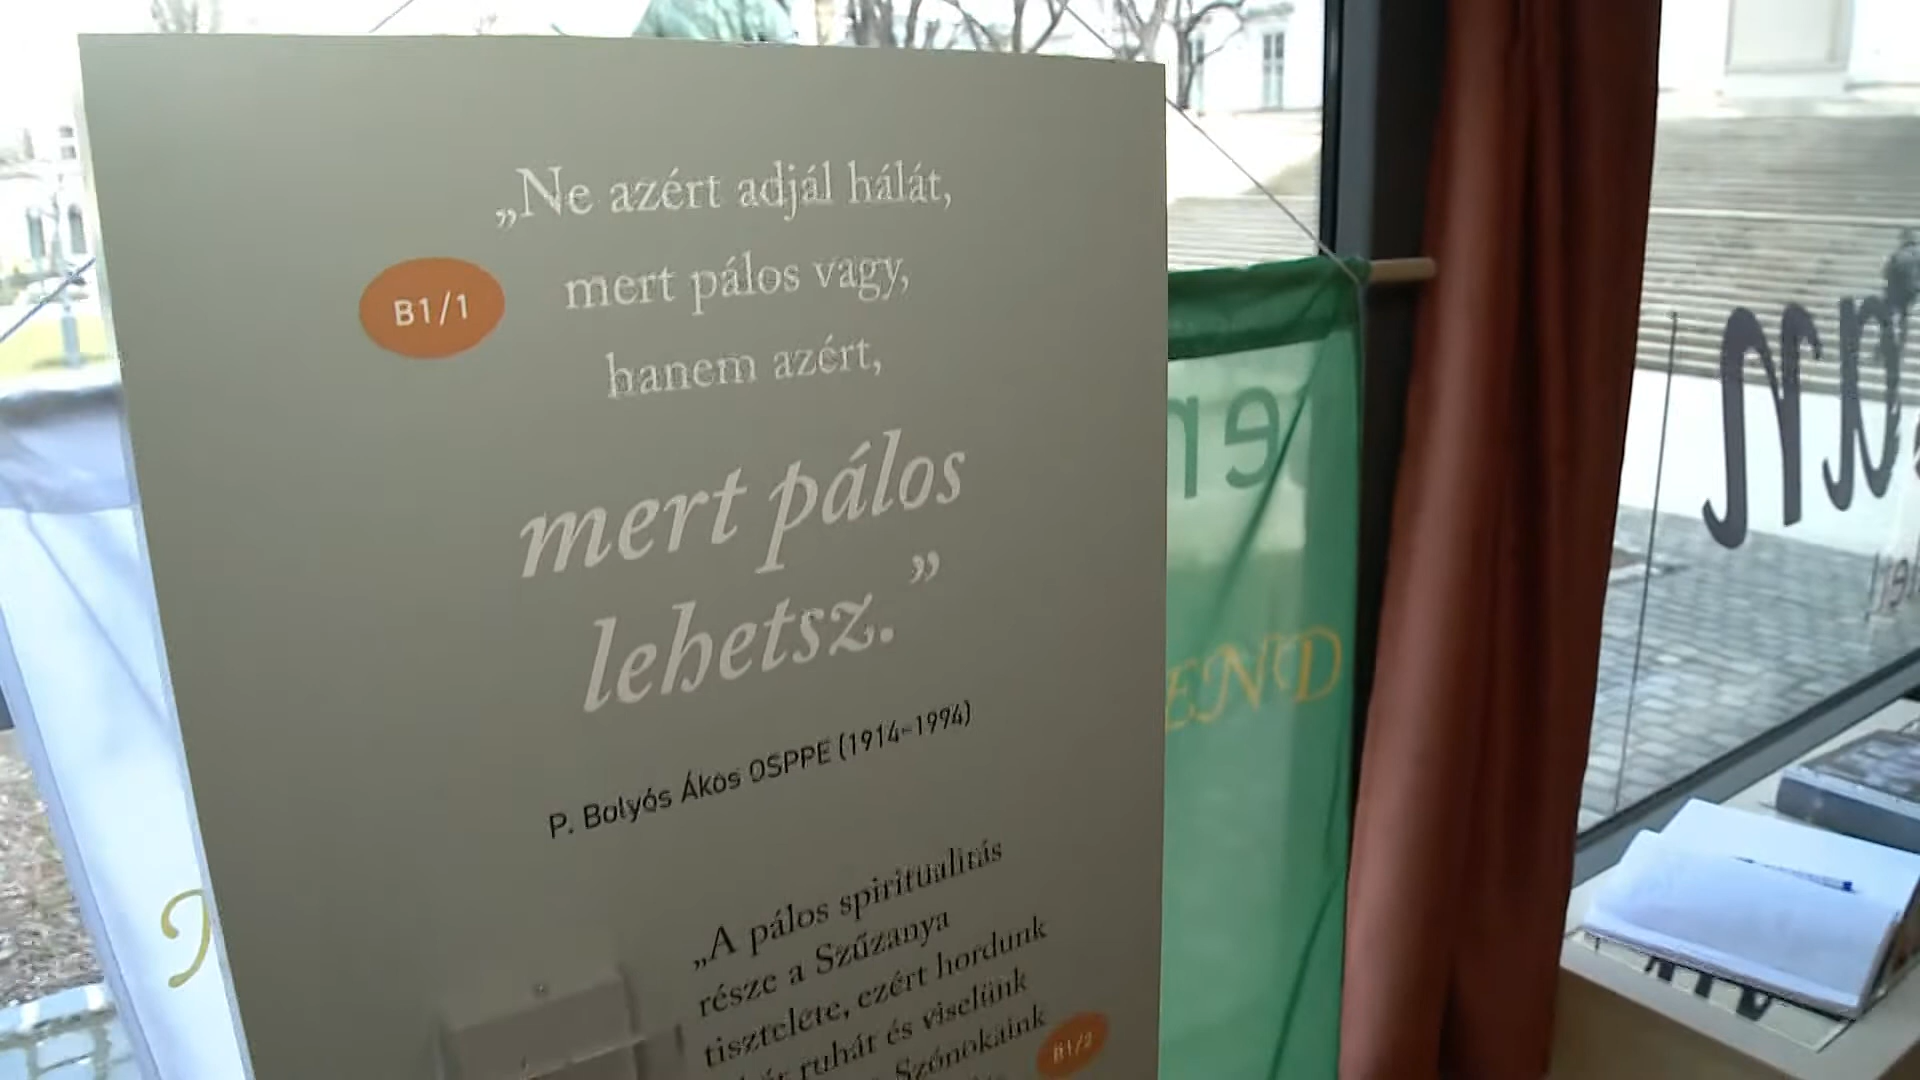 „Ne azért adjál hálát,
B1/1
mert pálos vagy,
hanem azért,
mert pálos
lehetsz.”
P. Bolyós Ákos OSPPE (1914–1994)
„A pálos spiritualitás
része a Szűzanya
tisztelete, ezért hordunk
ruhát és viselünk
Szónokaink
B1/2
END